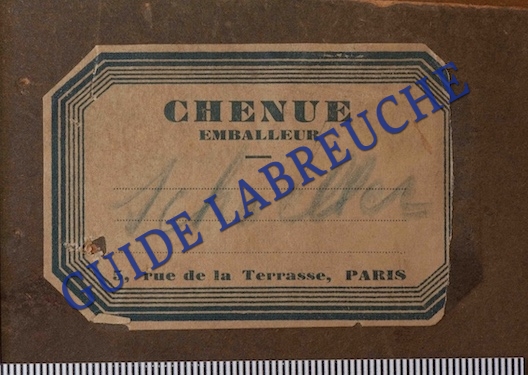 CHENUE
EMBALLEUR
5, rue de la Terrasse, PARIS
GUIDE LABREUCHE